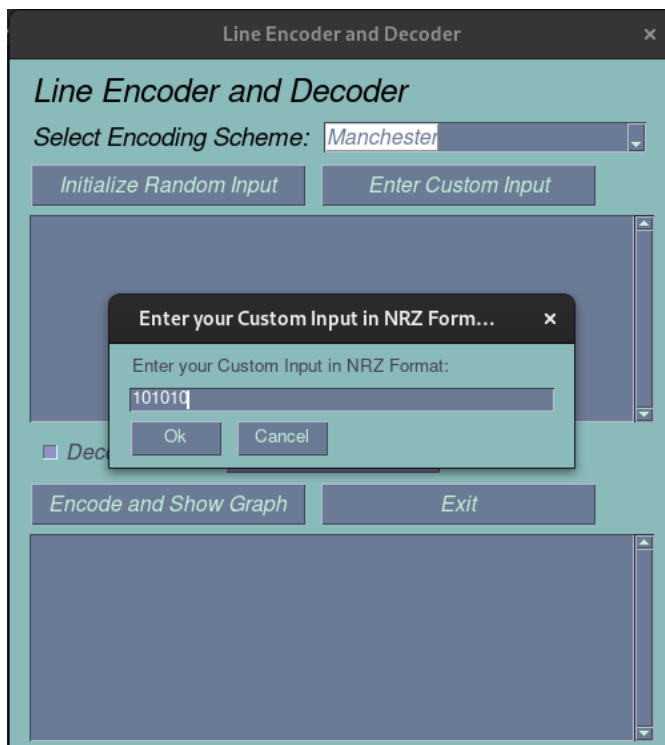 Line Encoder and Decoder
Line Encoder and Decoder
Select Encoding Scheme: Manchester
Initialize Random Input Enter Custom Input
Enter your Custom Input in NRZ Form...
Enter your Custom Input in NRZ Format:
101010
Ok Cancel
Encode and Show Graph Exit